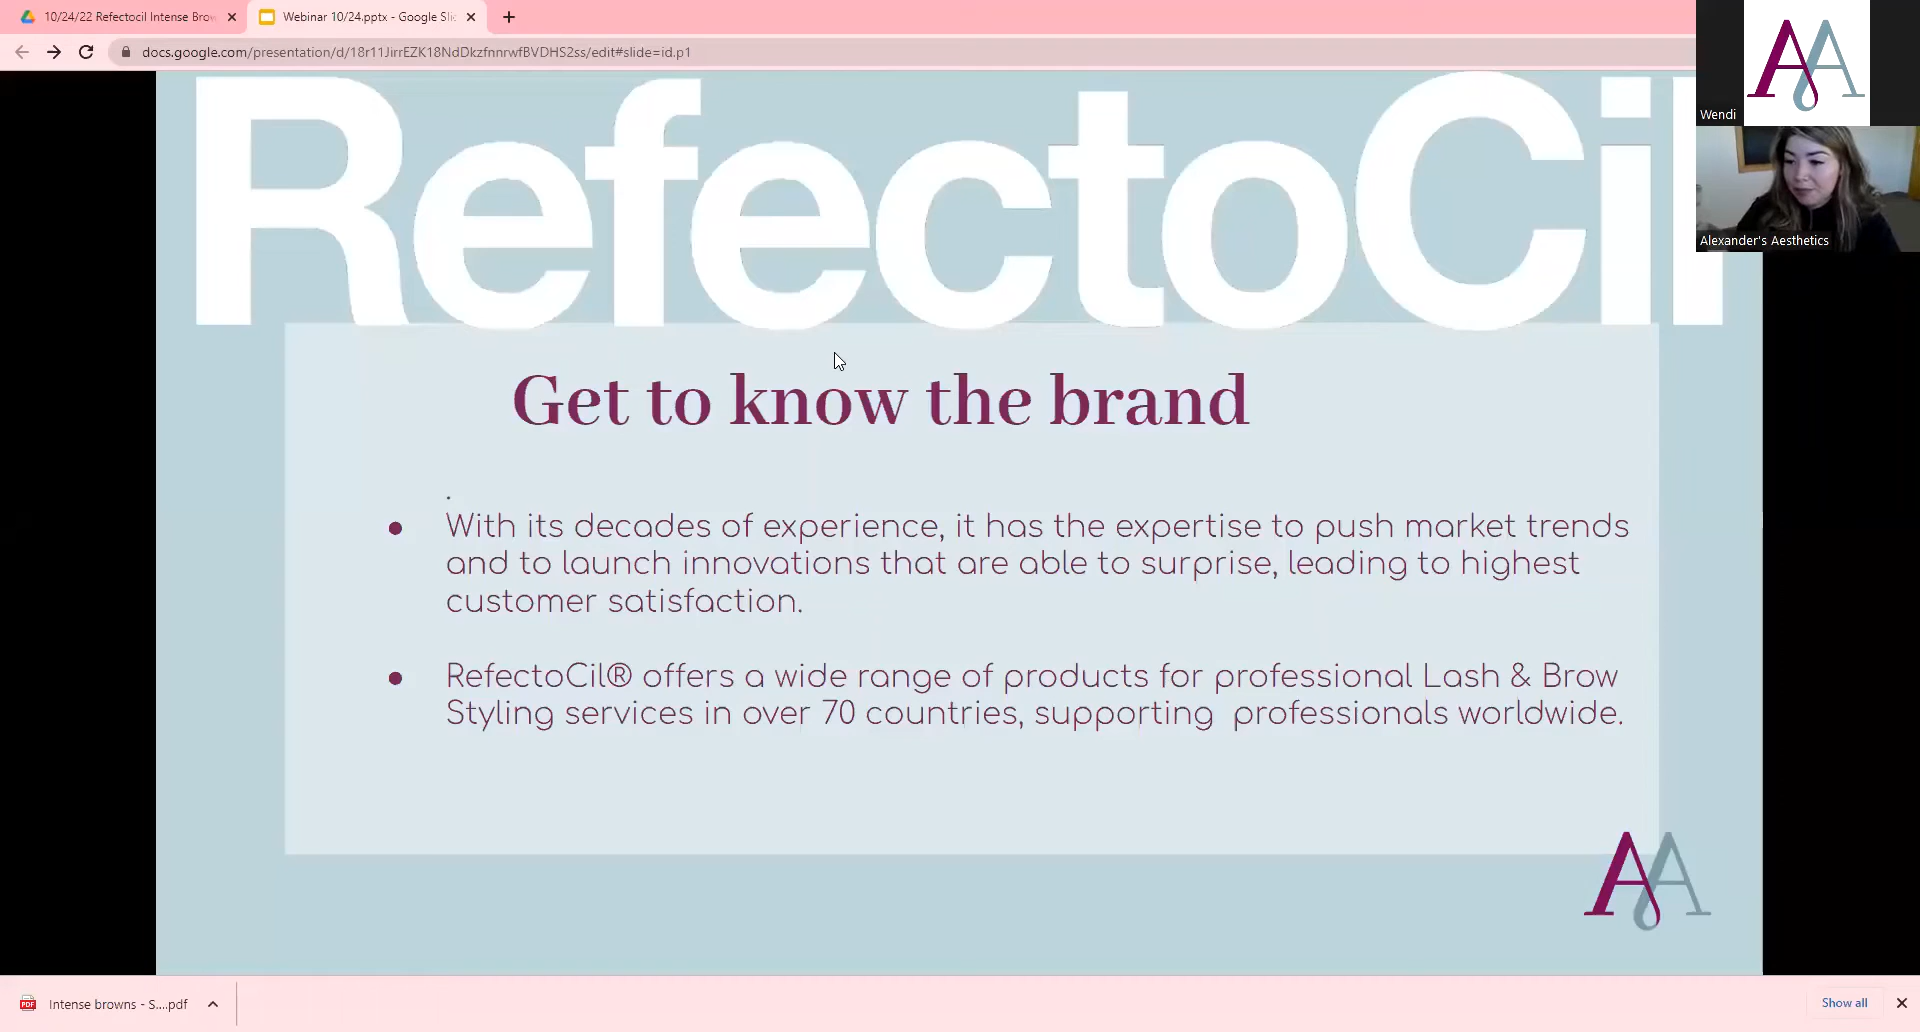 10/24/22 Refectocil Intense Brow
Webinar 10/24.pptx - Google Sli
docs.google.com/presentation/d/18r11JirrEZK18NdDkzfnnrwfBVDHS2ss/edit#slide=id.p1
AA
Wendi
Alexander's Aesthetics
RefectoCil
Get to know the brand
.
● With its decades of experience, it has the expertise to push market trends
and to launch innovations that are able to surprise, leading to highest
customer satisfaction.
● RefectoCil® offers a wide range of products for professional Lash & Brow
Styling services in over 70 countries, supporting professionals worldwide.
AA
PDF
Intense browns - S....pdf
Show all